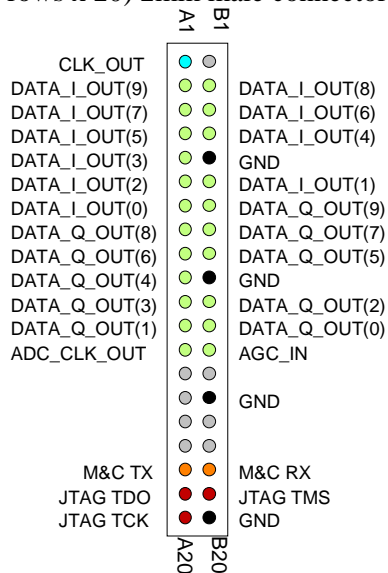 A1 B1
CLK_OUT
DATA_I_OUT(9) DATA_I_OUT(8)
DATA_I_OUT(7) DATA_I_OUT(6)
DATA_I_OUT(5) DATA_I_OUT(4)
DATA_I_OUT(3) GND
DATA_I_OUT(2) DATA_I_OUT(1)
DATA_I_OUT(0) DATA_Q_OUT(9)
DATA_Q_OUT(8) DATA_Q_OUT(7)
DATA_Q_OUT(6) DATA_Q_OUT(5)
DATA_Q_OUT(4) GND
DATA_Q_OUT(3) DATA_Q_OUT(2)
DATA_Q_OUT(1) DATA_Q_OUT(0)
ADC_CLK_OUT AGC_IN
GND
M&C TX M&C RX
JTAG TDO JTAG TMS
JTAG TCK GND
A20 B20